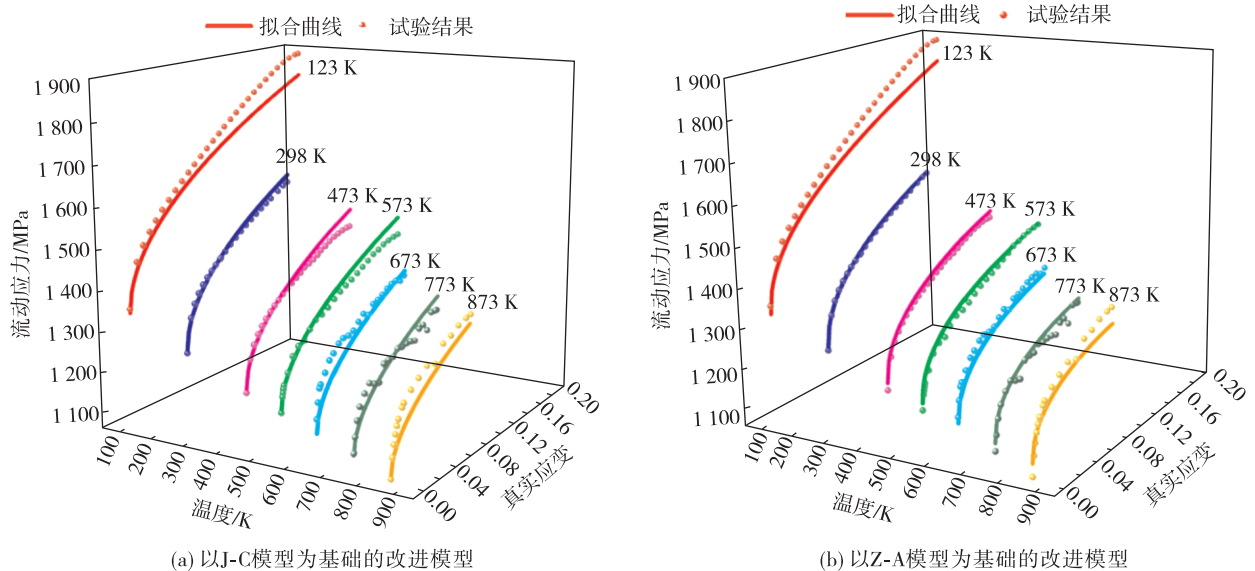 拟合曲线 试验结果
123 K
298 K
473 K
573 K
673 K
773 K
873 K
1 900
1 800
1 700
1 600
1 500
1 400
1 300
1 200
1 100
流动应力/MPa
100
200
300
400
500
600
700
800
900
温度/K
0.00
0.04
0.08
0.12
0.16
0.20
真实应变
(a) 以J-C模型为基础的改进模型
拟合曲线 试验结果
123 K
298 K
473 K
573 K
673 K
773 K
873 K
1 900
1 800
1 700
1 600
1 500
1 400
1 300
1 200
1 100
流动应力/MPa
100
200
300
400
500
600
700
800
900
温度/K
0.00
0.04
0.08
0.12
0.16
0.20
真实应变
(b) 以Z-A模型为基础的改进模型